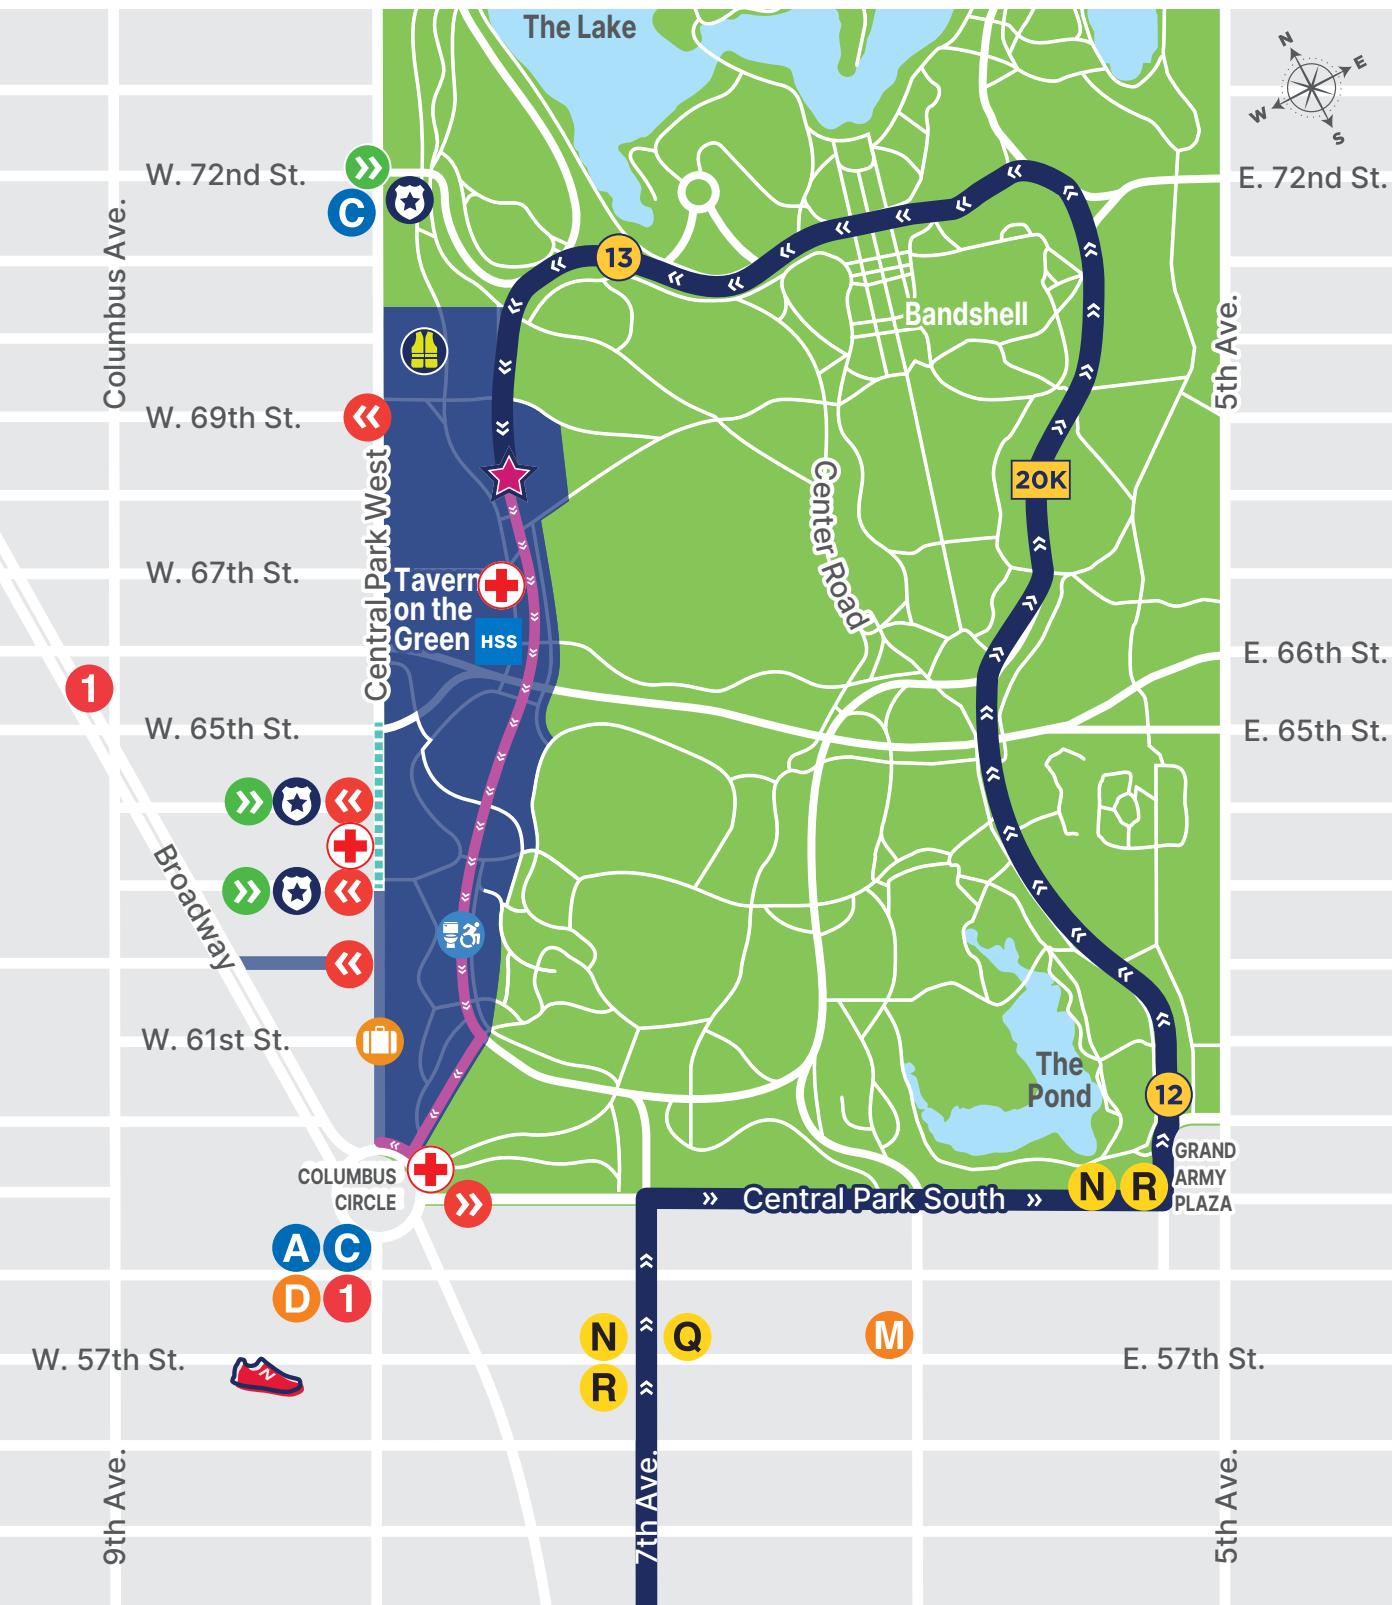 The Lake
N
E
W
S
W. 72nd St.
C
E. 72nd St.
Columbus Ave.
13
Bandshell
5th Ave.
W. 69th St.
Central Park West
20K
Center Road
W. 67th St.
Tavern
on the
Green
HSS
E. 66th St.
1
W. 65th St.
E. 65th St.
Broadway
W. 61st St.
The
Pond
12
GRAND
ARMY
PLAZA
COLUMBUS
CIRCLE
Central Park South
N
R
A
C
D
1
N
Q
R
M
W. 57th St.
N
E. 57th St.
9th Ave.
7th Ave.
5th Ave.